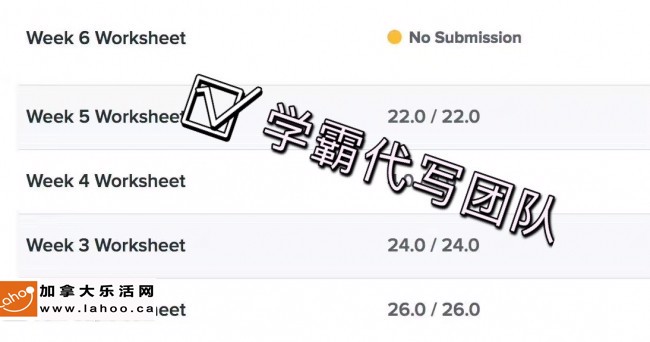 Week 6 Worksheet No Submission
Week 5 Worksheet 22.0 / 22.0
学霸代写团队
Week 4 Worksheet
Week 3 Worksheet 24.0 / 24.0
Lahoo
加拿大乐活网
www.lahoo.ca
Worksheet 26.0 / 26.0